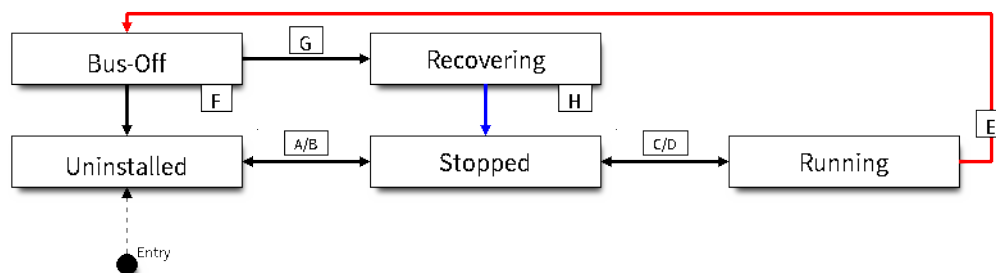 G
Bus-Off
Recovering
F
H
E
A/B
C/D
Uninstalled
Stopped
Running
Entry